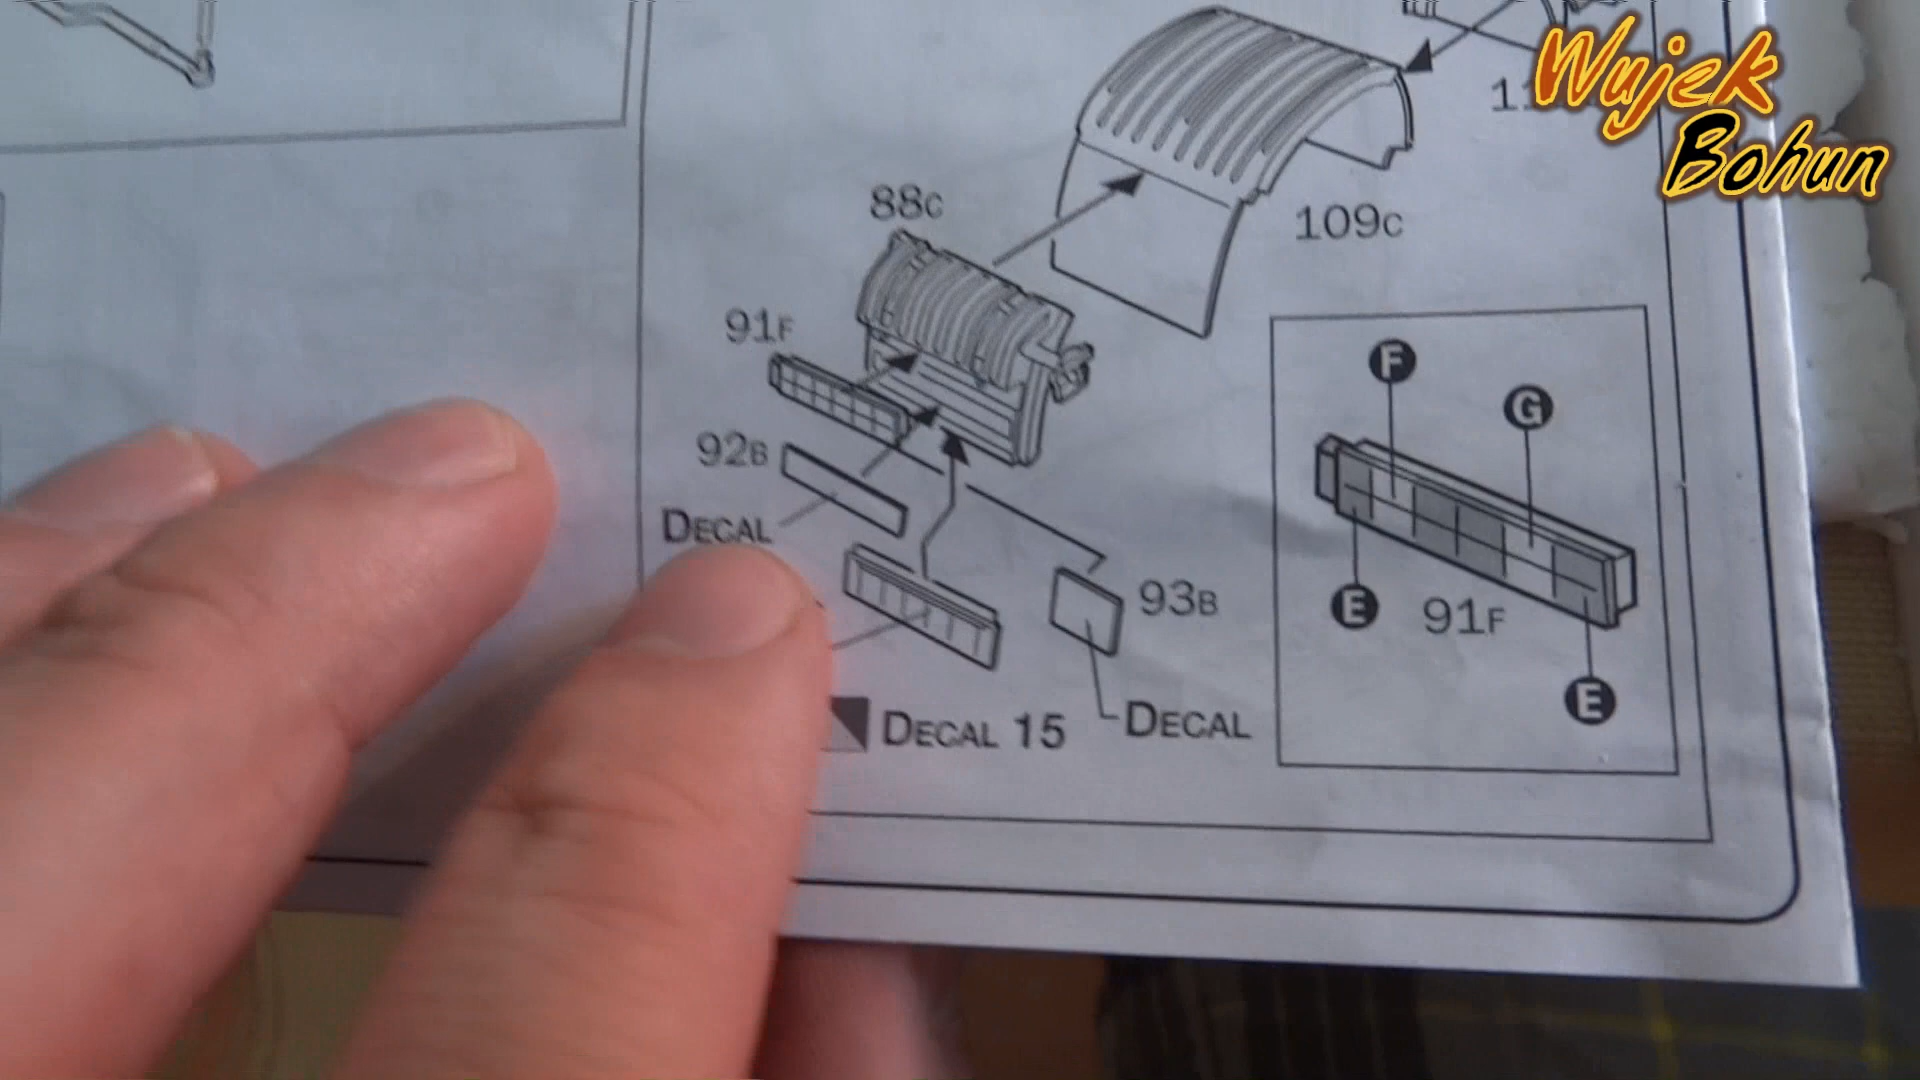 Wujek
Bohun
88C
109C
91F
92B
DECAL
93B
DECAL 15
DECAL
F
G
E
91F
E